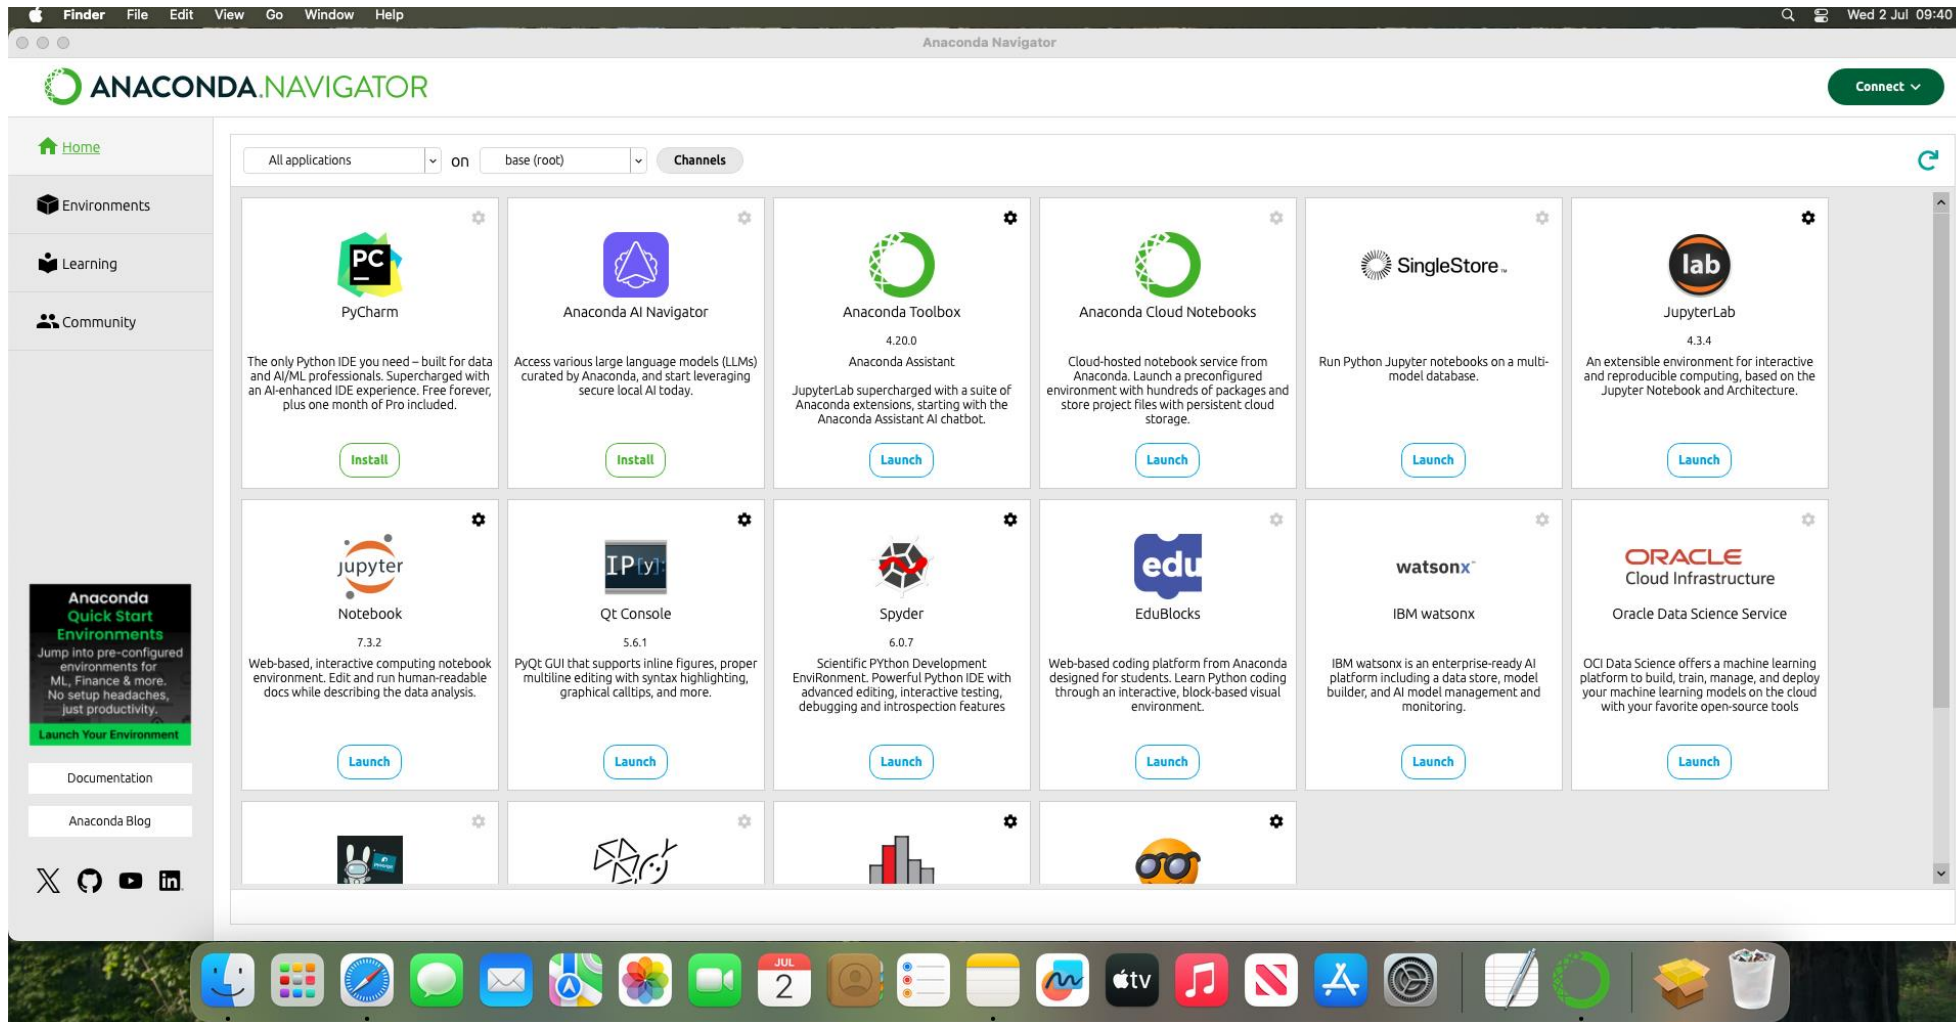 Finder File Edit View Go Window Help
Wed 2 Jul 09:40
Anaconda Navigator
ANACONDA.NAVIGATOR
Connect
Home
Environments
Learning
Community
All applications
on
base (root)
Channels
PyCharm
The only Python IDE you need – built for data
and AI/ML professionals. Supercharged with
an AI-enhanced IDE experience. Free forever,
plus one month of Pro included.
Install
Anaconda AI Navigator
Access various large language models (LLMs)
curated by Anaconda, and start leveraging
secure local AI today.
Install
Anaconda Toolbox
4.20.0
Anaconda Assistant
JupyterLab supercharged with a suite of
Anaconda extensions, starting with the
Anaconda Assistant AI chatbot.
Launch
Anaconda Cloud Notebooks
Cloud-hosted notebook service from
Anaconda. Launch a preconfigured
environment with hundreds of packages and
store project files with persistent cloud
storage.
Launch
SingleStore
Run Python Jupyter notebooks on a multi-
model database.
Launch
lab
JupyterLab
4.3.4
An extensible environment for interactive
and reproducible computing, based on the
Jupyter Notebook and Architecture.
Launch
PC
jupyter
Notebook
7.3.2
Web-based, interactive computing notebook
environment. Edit and run human-readable
docs while describing the data analysis.
Launch
IP[y]:
Qt Console
5.6.1
PyQt GUI that supports inline figures, proper
multiline editing with syntax highlighting,
graphical calltips, and more.
Launch
Spyder
6.0.7
Scientific PYthon Development
EnviRonment. Powerful Python IDE with
advanced editing, interactive testing,
debugging and introspection features
Launch
edu
EduBlocks
Web-based coding platform from Anaconda
designed for students. Learn Python coding
through an interactive, block-based visual
environment.
Launch
watsonx
IBM watsonx
IBM watsonx is an enterprise-ready AI
platform including a data store, model
builder, and AI model management and
monitoring.
Launch
ORACLE
Cloud Infrastructure
Oracle Data Science Service
OCI Data Science offers a machine learning
platform to build, train, manage, and deploy
your machine learning models on the cloud
with your favorite open-source tools
Launch
Anaconda
Quick Start
Environments
Jump into pre-configured
environments for
ML, Finance & more.
No setup headaches,
just productivity.
Launch Your Environment
Documentation
Anaconda Blog
in
JUL
2
tv